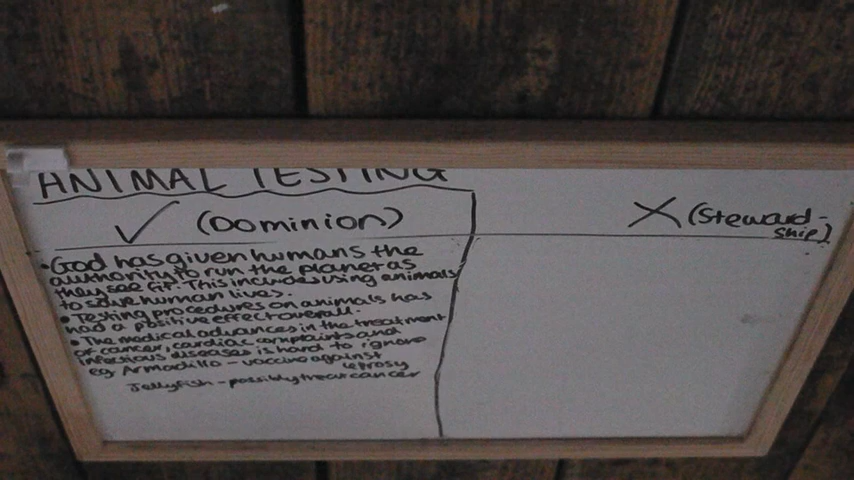 ANIMAL TESTING
✓ (Dominion)
• God has given humans the
authority to run the planet as
they see fit. This includes using animals
to save human lives.
• Testing procedures on animals has
had a positive effect overall.
• The medical advances in the treatment
of cancer, cardiac complaints and
infectious diseases is hard to ignore
eg Armadillo - vaccine against
leprosy
Jellyfish - possibly treat cancer
X (Steward-
ship)